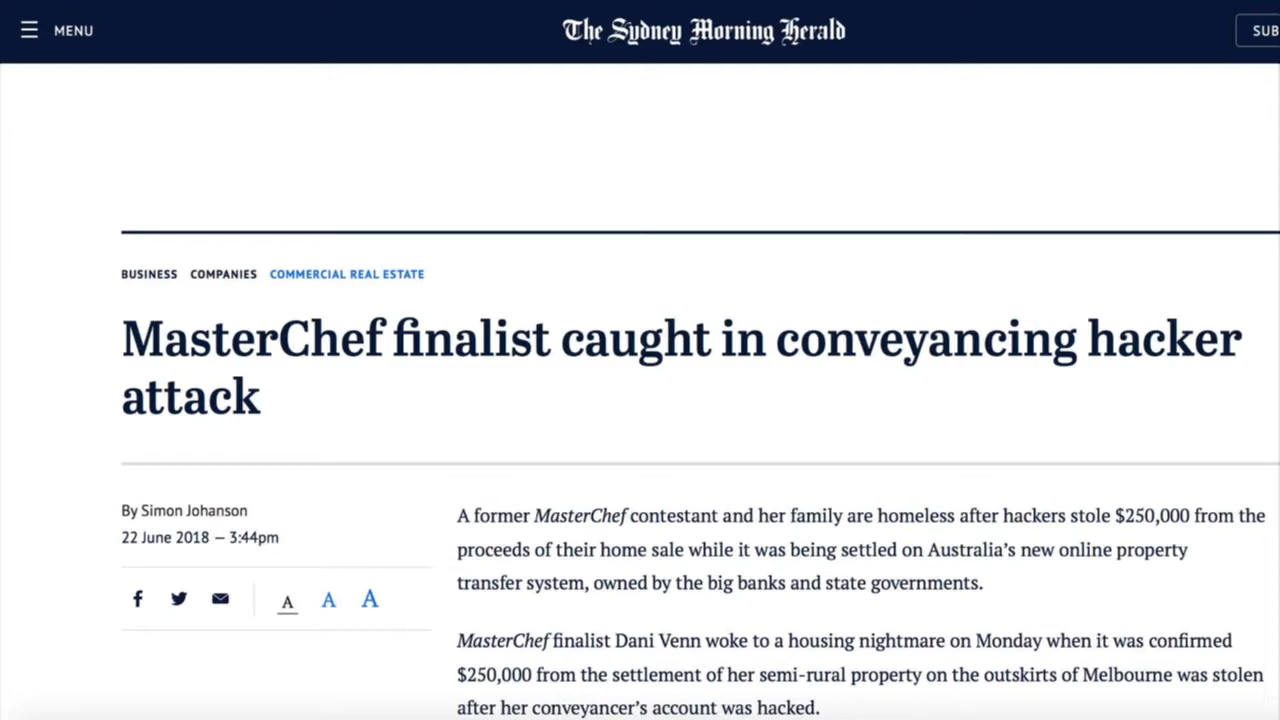 MENU
The Sydney Morning Herald
SUB
BUSINESS COMPANIES COMMERCIAL REAL ESTATE
MasterChef finalist caught in conveyancing hacker
attack
By Simon Johanson
22 June 2018 — 3:44pm
A A A
A former MasterChef contestant and her family are homeless after hackers stole $250,000 from the
proceeds of their home sale while it was being settled on Australia's new online property
transfer system, owned by the big banks and state governments.
MasterChef finalist Dani Venn woke to a housing nightmare on Monday when it was confirmed
$250,000 from the settlement of her semi-rural property on the outskirts of Melbourne was stolen
after her conveyancer's account was hacked.